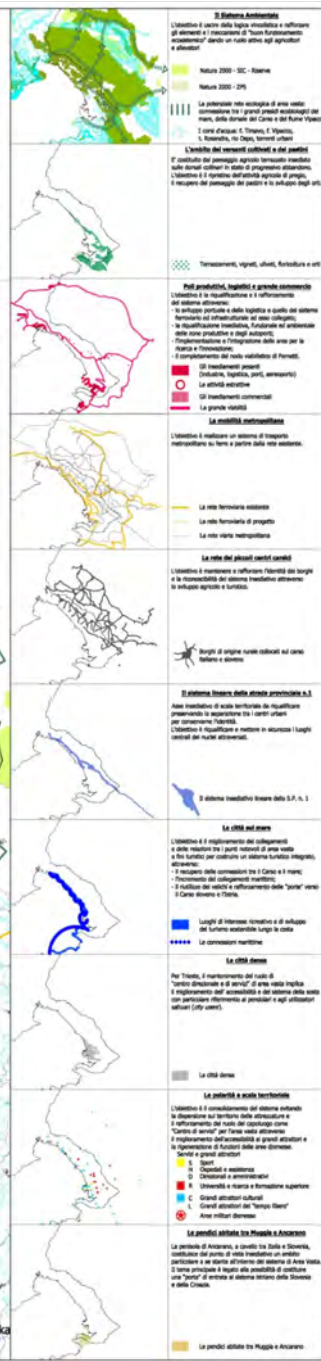 Il Sistema Ambientale
L'obiettivo è uscire dalla logica vincolistica e rafforzare
gli elementi e i meccanismi di "buon funzionamento
ecosistemico" dando un ruolo attivo agli agricoltori
e allevatori
Natura 2000 - SIC - Riserve
Natura 2000 - ZPS
La potenziale rete ecologica di area vasta:
connessione tra i grandi presidi ecobiologici del
mare, della dorsale del Carso e del fiume Vipacco
I corsi d'acqua: f. Timavo, f. Vipacco,
t. Rosandra, rio Ospo, torrenti urbani
L'ambito dei versanti coltivati e dei pastini
E' costituito dal paesaggio agricolo terrazzato insediato
sulle dorsali collinari in stato di progressivo abbandono.
L'obiettivo è il ripristino dell'attività agricola di pregio,
il recupero del paesaggio dei pastini e lo sviluppo degli orti.
Terrazzamenti, vigneti, uliveti, floricoltura e orti
Poli produttivi, logistici e grande commercio
L'obiettivo è la riqualificazione e il rafforzamento
del sistema attraverso:
- lo sviluppo portuale e della logistica e quello del sistema
ferroviario ed infrastrutturale ad esso collegato;
- la riqualificazione insediativa, funzionale ed ambientale
delle zone produttive e degli autoporti;
- l'implementazione e l'integrazione delle aree per la
ricerca e l'innovazione;
- il completamento del nodo viabilistico di Fernetti.
Gli insediamenti pesanti
(industrie, logistica, porti, aereoporto)
Le attività estrattive
Gli insediamenti commerciali
La grande viabilità
La mobilità metropolitana
L'obiettivo è realizzare un sistema di trasporto
metropolitano su ferro a partire dalla rete esistente.
La rete ferroviaria esistente
La rete ferroviaria di progetto
La rete viaria metropolitana
La rete dei piccoli centri carsici
L'obiettivo è mantenere e rafforzare l'identità dei borghi
e la riconoscibilità del sistema insediativo attraverso
lo sviluppo agricolo e turistico.
Borghi di origine rurale collocati sul carso
italiano e sloveno
Il sistema lineare della strada provinciale n.1
Asse insediativo di scala territoriale da riqualificare
preservando la separazione tra i centri urbani
per conservarne l'identità.
L'obiettivo è riqualificare e mettere in sicurezza i luoghi
centrali dei nuclei attraversati.
Il sistema insediativo lineare della S.P. n. 1
La città sul mare
L'obiettivo è il miglioramento dei collegamenti
e delle relazioni tra i punti notevoli di area vasta
a fini turistici per costruire un sistema turistico integrato,
attraverso:
- il recupero delle connessioni tra il Carso e il mare;
- l'incremento dei collegamenti marittimi;
- il riutilizzo dei valichi e rafforzamento delle "porte" verso
il Carso sloveno e l'Istria.
Luoghi di interesse ricreativo e di sviluppo
del turismo sostenibile lungo la costa
Le connessioni marittime
La città densa
Per Trieste, il mantenimento del ruolo di
"centro direzionale e di servizi" di area vasta implica
il miglioramento dell' accessibilità e del sistema della sosta
con particolare riferimento ai pendolari e agli utilizzatori
saltuari (city users).
La città densa
Le polarità a scala territoriale
L'obiettivo è il consolidamento del sistema evitando
la dispersione sul territorio delle attrezzature e
il rafforzamento del ruolo del capoluogo come
"Centro di servizi" per l'area vasta attraverso
il miglioramento dell'accessibilità ai grandi attrattori e
la rigenerazione di funzioni delle aree dismesse.
Servizi e grandi attrattori
S Sport
H Ospedali e assistenza
D Direzionali e amministrativi
R Università e ricerca e formazione superiore
C Grandi attrattori culturali
L Grandi attrattori del "tempo libero"
Aree militari dismesse
Le pendici abitate tra Muggia e Ancarano
La penisola di Ancarano, a cavallo tra Italia e Slovenia,
costituisce dal punto di vista insediativo un ambito
particolare a se stante all'interno del sistema di Area Vasta.
Il tema principale è legato alla possibilità di costituire
una "porta" di entrata al sistema istriano della Slovenia
e della Croazia.
Le pendici abitate tra Muggia e Ancarano
ka